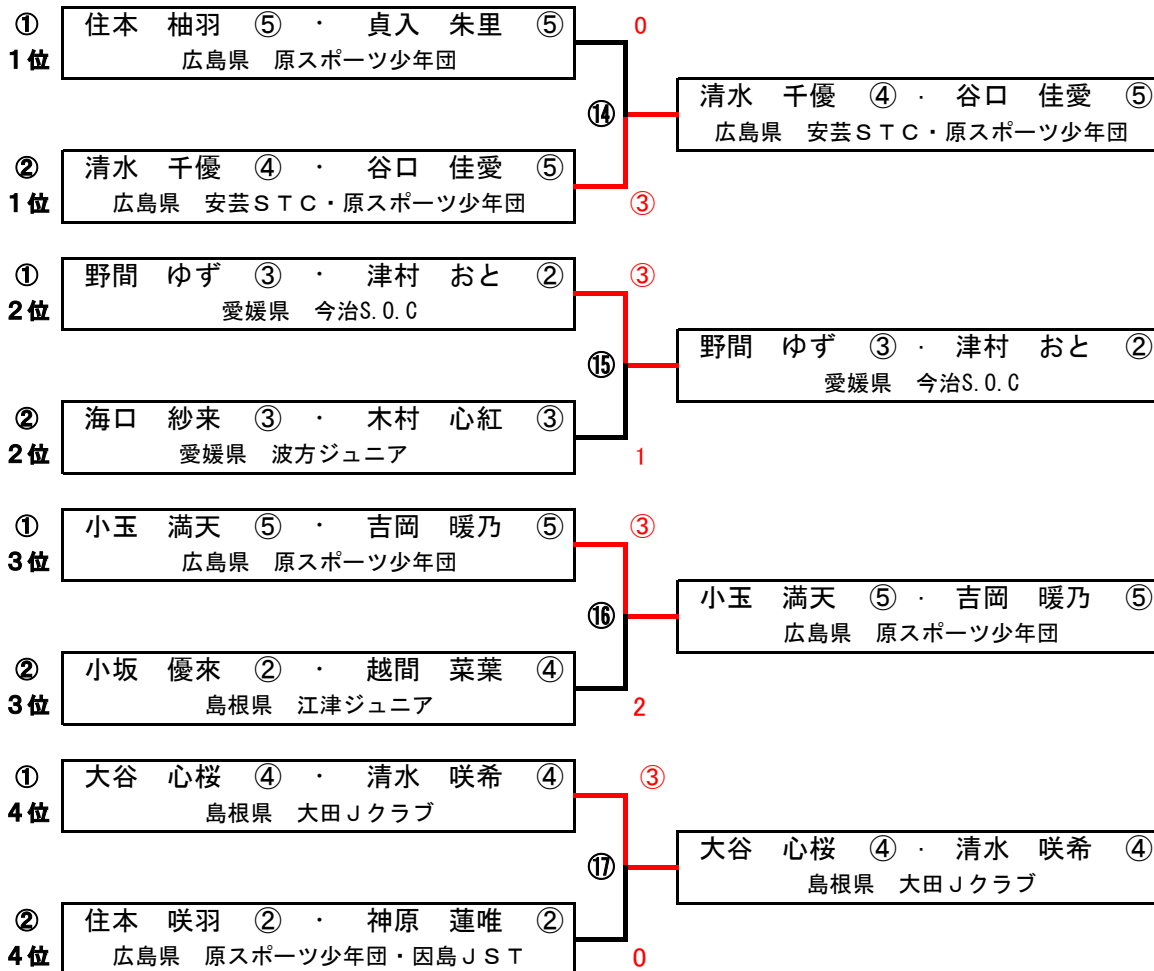 ① 住本 柚羽 ⑤ ・ 貞入 朱里 ⑤ 0
1位 広島県 原スポーツ少年団
⑭ 清水 千優 ④ ・ 谷口 佳愛 ⑤
広島県 安芸STC・原スポーツ少年団
② 清水 千優 ④ ・ 谷口 佳愛 ⑤
1位 広島県 安芸STC・原スポーツ少年団 ③
① 野間 ゆず ③ ・ 津村 おと ② ③
2位 愛媛県 今治S.O.C
⑮ 野間 ゆず ③ ・ 津村 おと ②
愛媛県 今治S.O.C
② 海口 紗来 ③ ・ 木村 心紅 ③
2位 愛媛県 波方ジュニア 1
① 小玉 満天 ⑤ ・ 吉岡 暖乃 ⑤ ③
3位 広島県 原スポーツ少年団
⑯ 小玉 満天 ⑤ ・ 吉岡 暖乃 ⑤
広島県 原スポーツ少年団
② 小坂 優來 ② ・ 越間 菜葉 ④
3位 島根県 江津ジュニア 2
① 大谷 心桜 ④ ・ 清水 咲希 ④ ③
4位 島根県 大田Jクラブ
⑰ 大谷 心桜 ④ ・ 清水 咲希 ④
島根県 大田Jクラブ
② 住本 咲羽 ② ・ 神原 蓮唯 ②
4位 広島県 原スポーツ少年団・因島JST 0